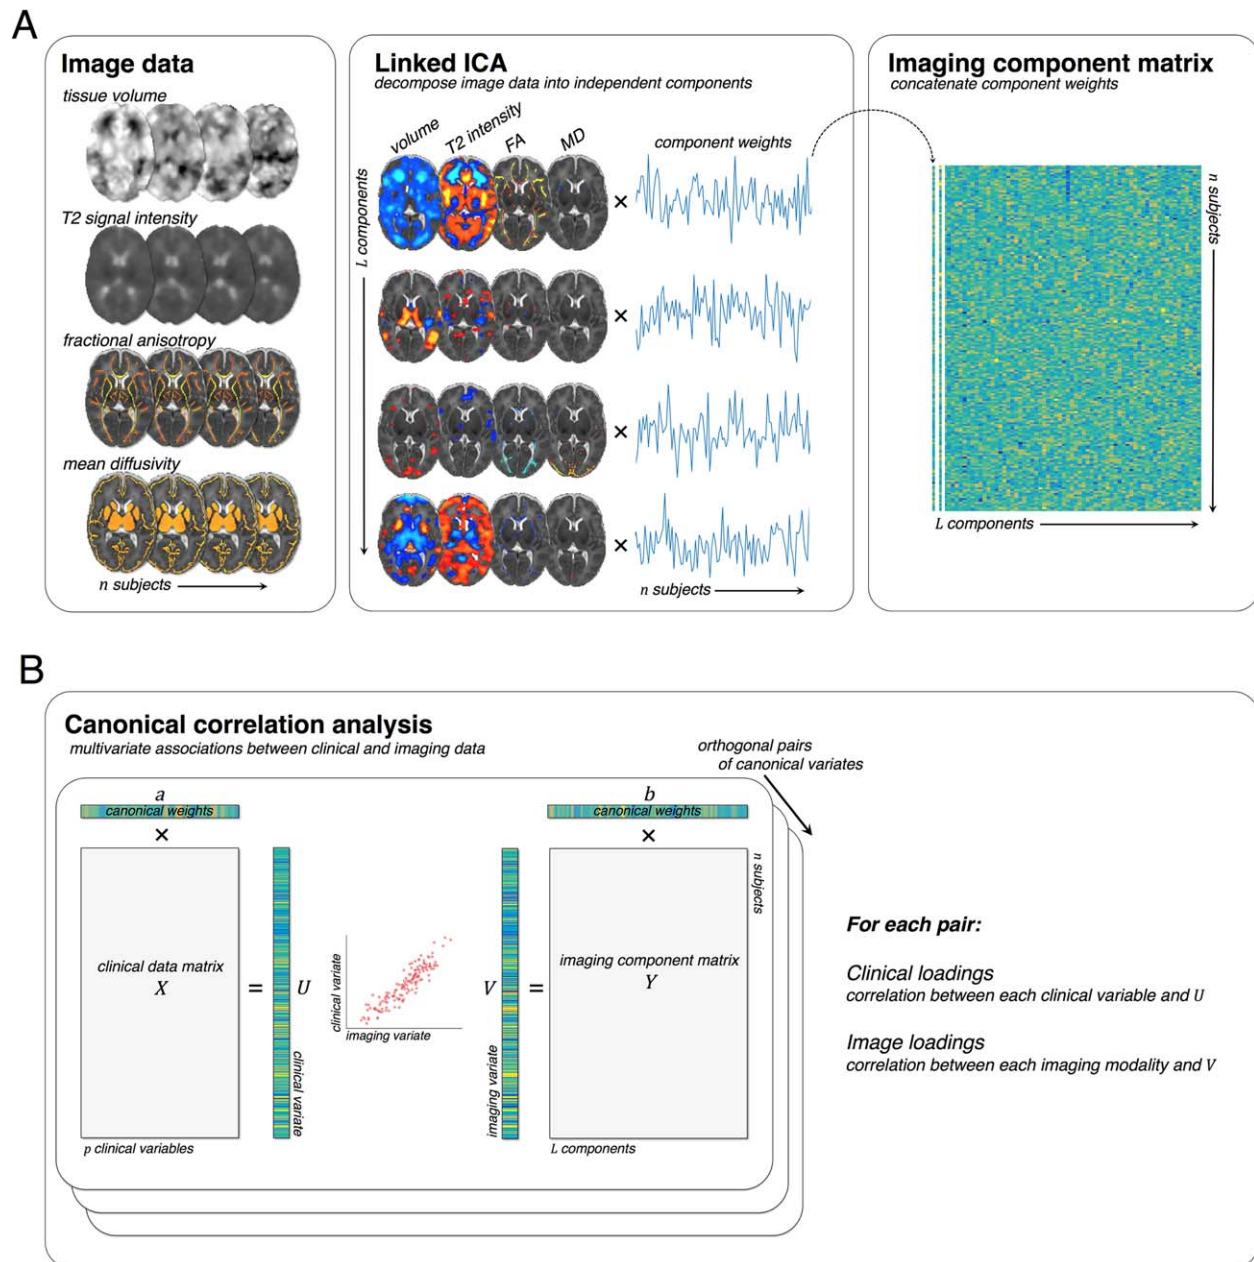 A
Image data
tissue volume
T2 signal intensity
fractional anisotropy
mean diffusivity
n subjects
Linked ICA
decompose image data into independent components
volume
T2 intensity
FA
MD
component weights
L components
×
×
×
×
n subjects
Imaging component matrix
concatenate component weights
n subjects
L components
B
Canonical correlation analysis
multivariate associations between clinical and imaging data
orthogonal pairs
of canonical variates
a
canonical weights
×
clinical data matrix
X
p clinical variables
=
U
clinical variate
clinical variate
imaging variate
V
imaging variate
=
b
canonical weights
×
imaging component matrix
Y
n subjects
L components
For each pair:
Clinical loadings
correlation between each clinical variable and U
Image loadings
correlation between each imaging modality and V